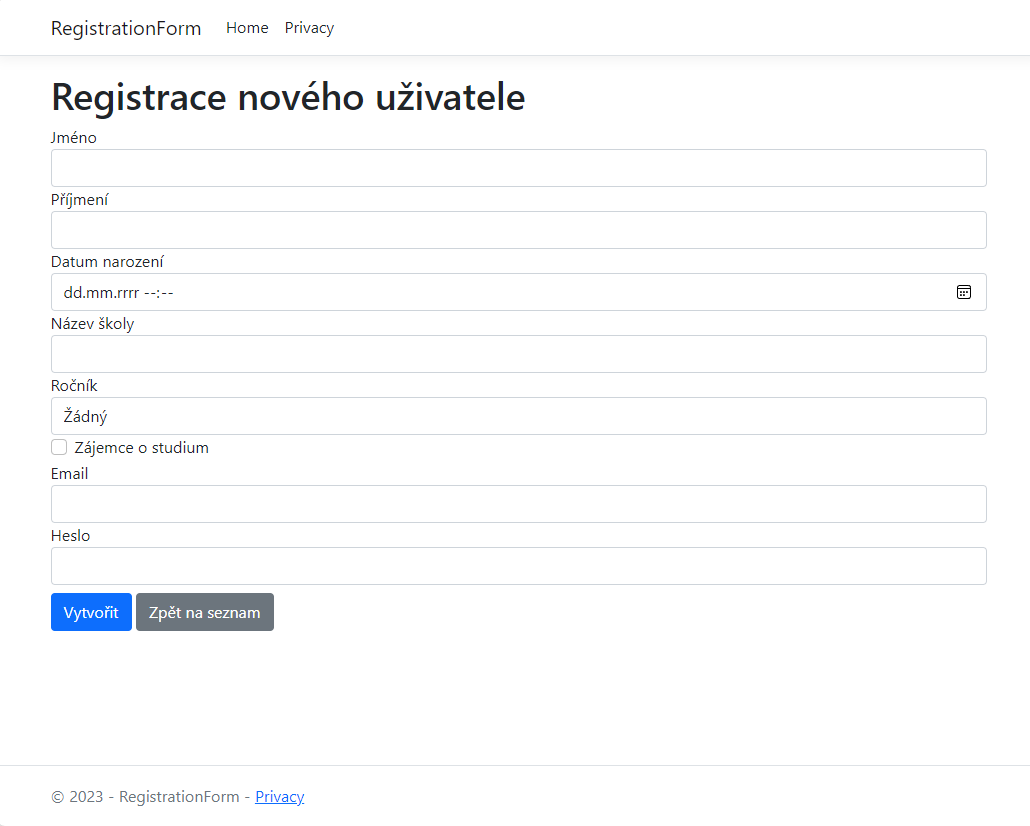 RegistrationForm Home Privacy
Registrace nového uživatele
Jméno
Příjmení
Datum narození
dd.mm.rrrr --:--
Název školy
Ročník
Žádný
Zájemce o studium
Email
Heslo
Vytvořit Zpět na seznam
© 2023 - RegistrationForm - Privacy